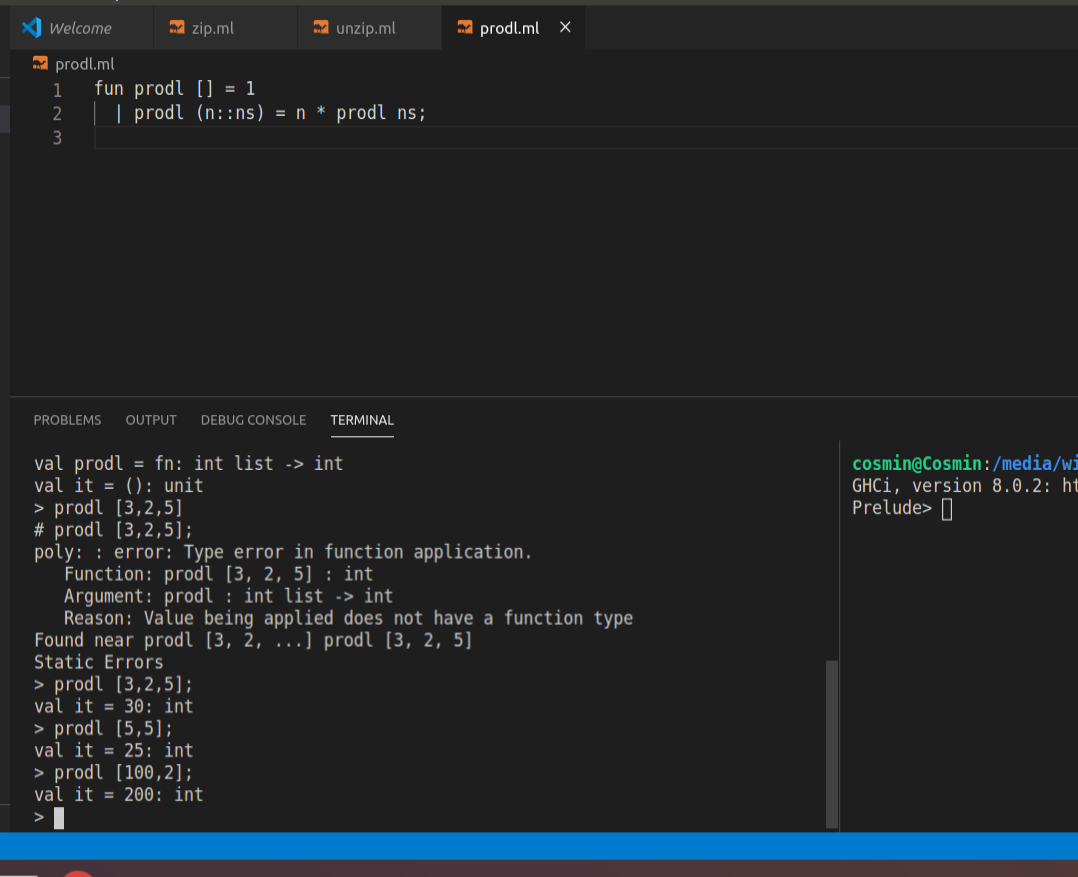 Welcome
zip.ml
unzip.ml
prodl.ml
prodl.ml
1 fun prodl [] = 1
2 | prodl (n::ns) = n * prodl ns;
3
PROBLEMS OUTPUT DEBUG CONSOLE TERMINAL
val prodl = fn: int list -> int
val it = (): unit
> prodl [3,2,5]
# prodl [3,2,5];
poly: : error: Type error in function application.
Function: prodl [3, 2, 5] : int
Argument: prodl : int list -> int
Reason: Value being applied does not have a function type
Found near prodl [3, 2, ...] prodl [3, 2, 5]
Static Errors
> prodl [3,2,5];
val it = 30: int
> prodl [5,5];
val it = 25: int
> prodl [100,2];
val it = 200: int
>
cosmin@Cosmin:/media/wi
GHCi, version 8.0.2: ht
Prelude>